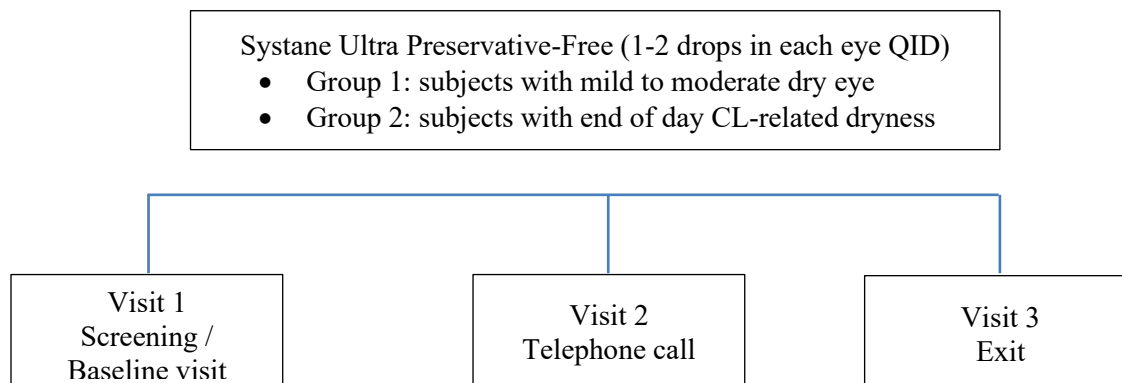 Systane Ultra Preservative-Free (1-2 drops in each eye QID)
• Group 1: subjects with mild to moderate dry eye
• Group 2: subjects with end of day CL-related dryness
Visit 1
Screening /
Baseline visit
Visit 2
Telephone call
Visit 3
Exit